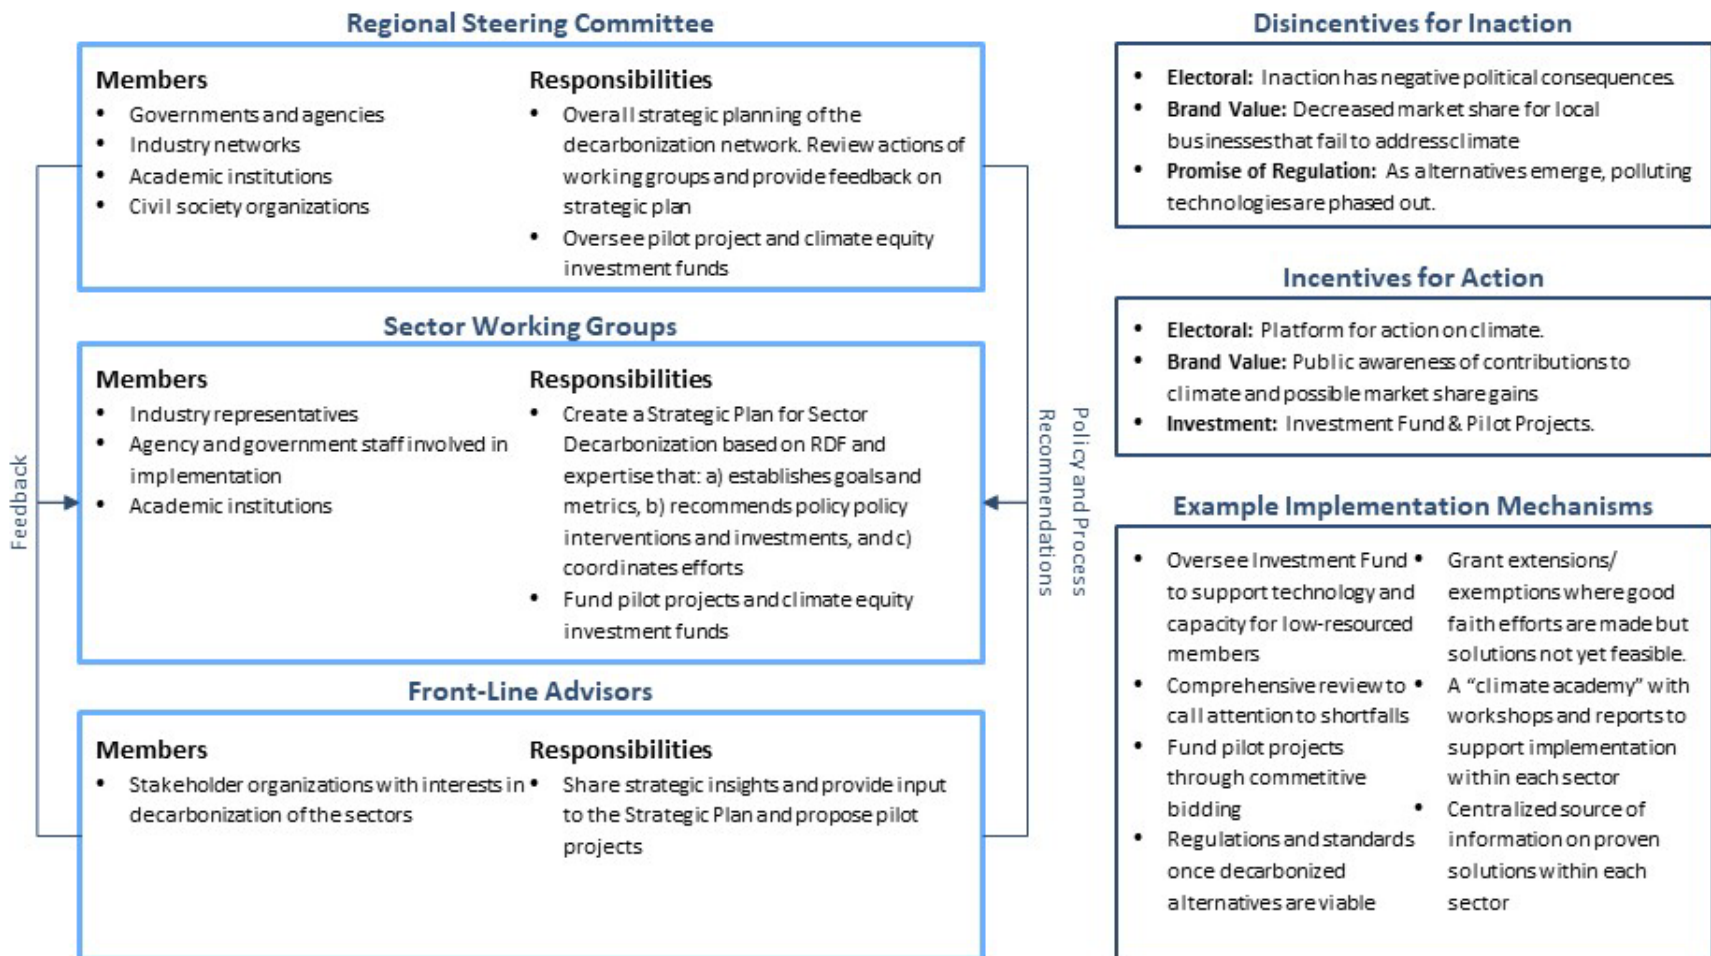 Regional Steering Committee
Members
• Governments and agencies
• Industry networks
• Academic institutions
• Civil society organizations
Responsibilities
• Overall strategic planning of the
decarbonization network. Review actions of
working groups and provide feedback on
strategic plan
• Oversee pilot project and climate equity
investment funds
Sector Working Groups
Members
• Industry representatives
• Agency and government staff involved in
implementation
• Academic institutions
Responsibilities
• Create a Strategic Plan for Sector
Decarbonization based on RDF and
expertise that: a) establishes goals and
metrics, b) recommends policy policy
interventions and investments, and c)
coordinates efforts
• Fund pilot projects and climate equity
investment funds
Front-Line Advisors
Members
• Stakeholder organizations with interests in
decarbonization of the sectors
Responsibilities
• Share strategic insights and provide input
to the Strategic Plan and propose pilot
projects
Feedback
Policy and Process
Recommendations
Disincentives for Inaction
• Electoral: Inaction has negative political consequences.
• Brand Value: Decreased market share for local
businesses that fail to address climate
• Promise of Regulation: As alternatives emerge, polluting
technologies are phased out.
Incentives for Action
• Electoral: Platform for action on climate.
• Brand Value: Public awareness of contributions to
climate and possible market share gains
• Investment: Investment Fund & Pilot Projects.
Example Implementation Mechanisms
• Oversee Investment Fund
to support technology and
capacity for low-resourced
members
• Comprehensive review to
call attention to shortfalls
• Fund pilot projects
through commetitive
bidding
• Regulations and standards
once decarbonized
alternatives are viable
• Grant extensions/
exemptions where good
faith efforts are made but
solutions not yet feasible.
• A “climate academy” with
workshops and reports to
support implementation
within each sector
• Centralized source of
information on proven
solutions within each
sector